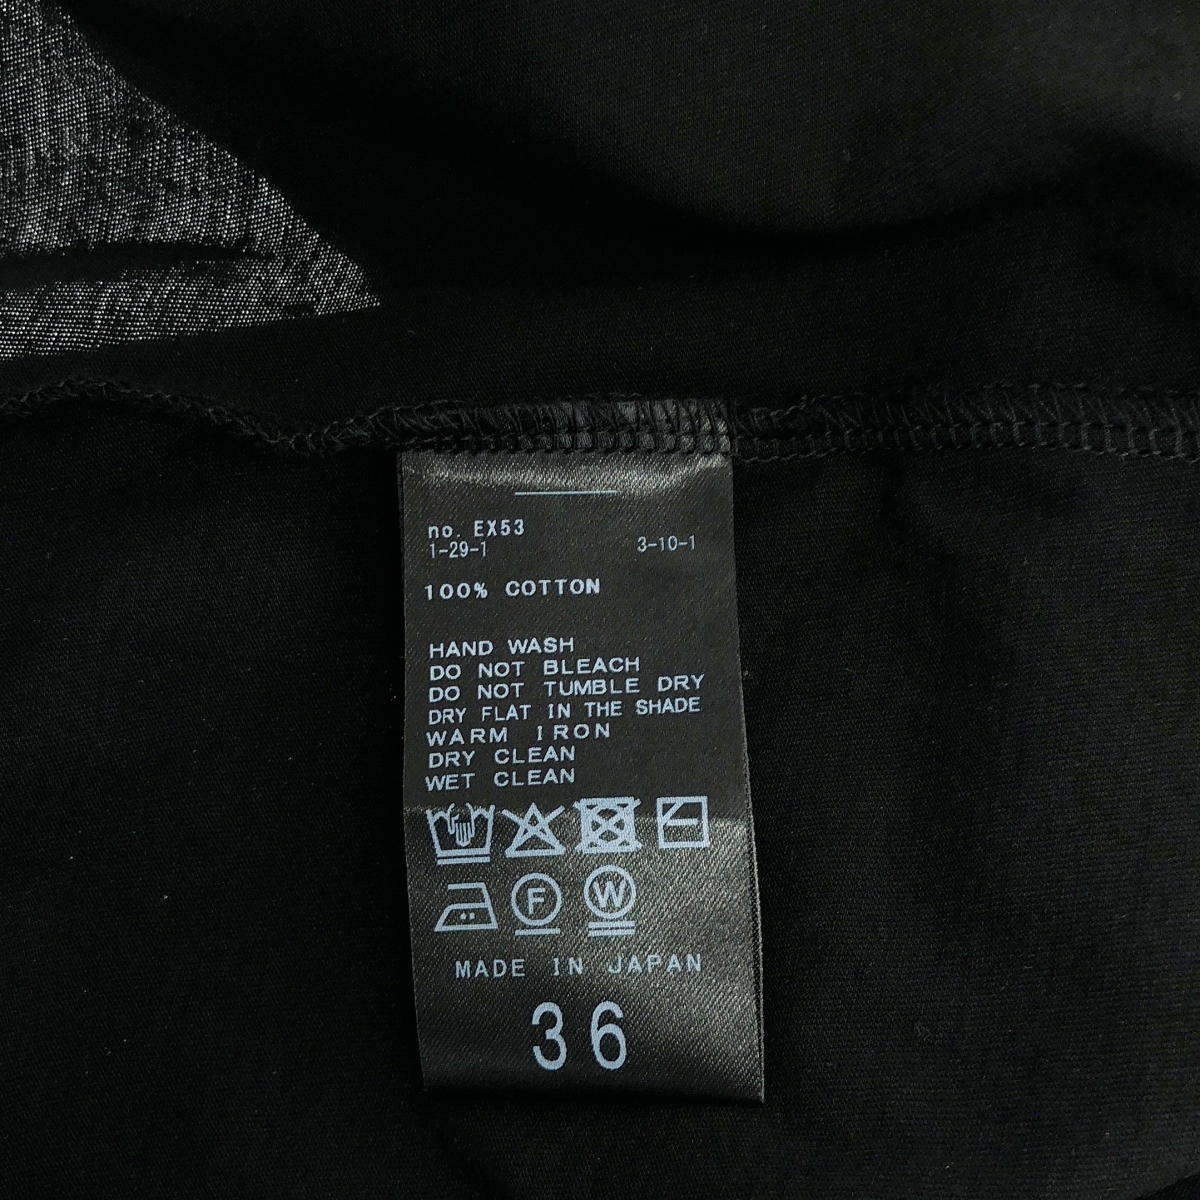 no. EX53
1-29-1 3-10-1
100% COTTON
HAND WASH
DO NOT BLEACH
DO NOT TUMBLE DRY
DRY FLAT IN THE SHADE
WARM IRON
DRY CLEAN
WET CLEAN
F W
MADE IN JAPAN
36